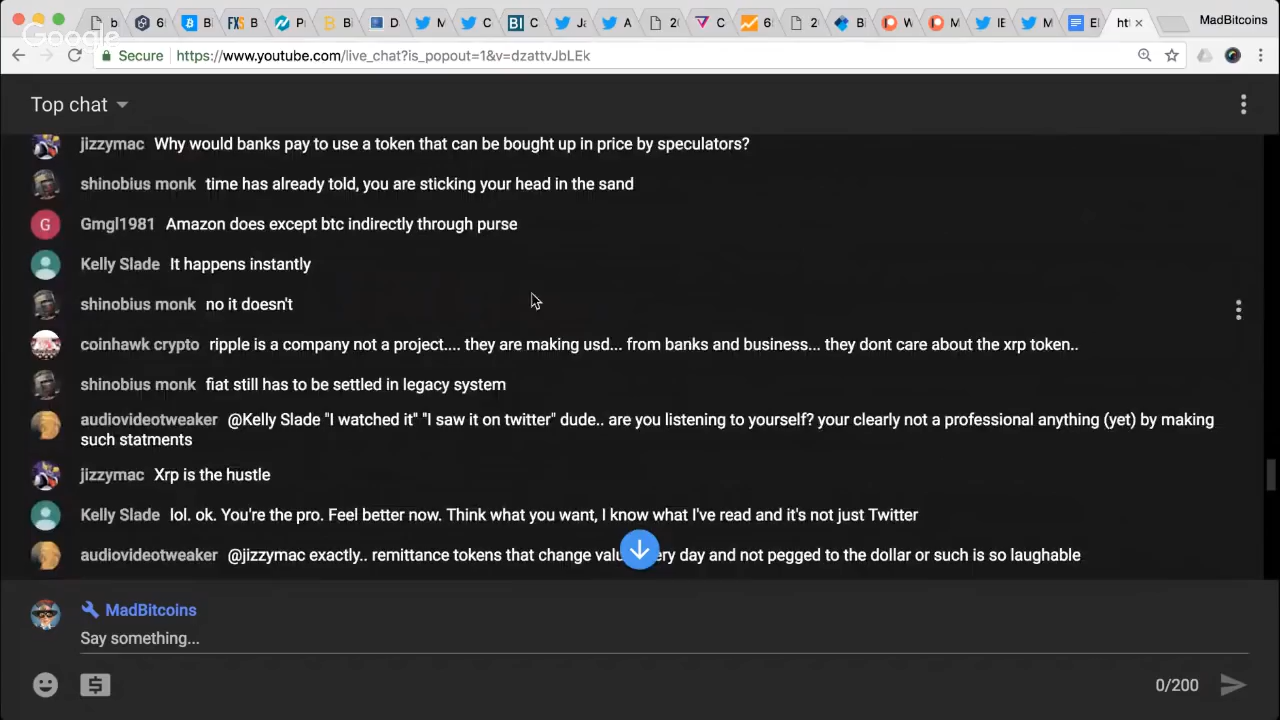 b 6 B FXS B P B D M C BI C J A 2 C 6 2 B W M IE M E ht MadBitcoins
Google
Secure https://www.youtube.com/live_chat?is_popout=1&v=dzattvJbLEk
Top chat
jizzymac Why would banks pay to use a token that can be bought up in price by speculators?
shinobius monk time has already told, you are sticking your head in the sand
G Gmgl1981 Amazon does except btc indirectly through purse
Kelly Slade It happens instantly
shinobius monk no it doesn't
coinhawk crypto ripple is a company not a project.... they are making usd... from banks and business... they dont care about the xrp token..
shinobius monk fiat still has to be settled in legacy system
audiovideotweaker @Kelly Slade "I watched it" "I saw it on twitter" dude.. are you listening to yourself? your clearly not a professional anything (yet) by making
such statments
jizzymac Xrp is the hustle
Kelly Slade lol. ok. You're the pro. Feel better now. Think what you want, I know what I've read and it's not just Twitter
audiovideotweaker @jizzymac exactly.. remittance tokens that change day and not pegged to the dollar or such is so laughable
MadBitcoins
Say something...
0/200